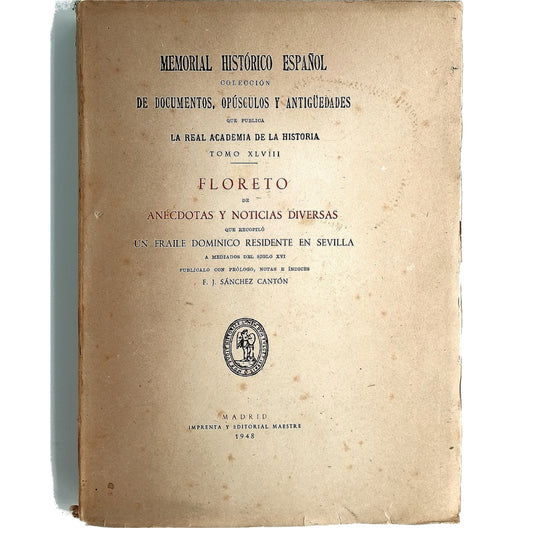 MEMORIAL HISTÓRICO ESPAÑOL
COLECCIÓN
DE DOCUMENTOS, OPÚSCULOS Y ANTIGÜEDADES
QUE PUBLICA
LA REAL ACADEMIA DE LA HISTORIA
TOMO XLVIII
FLORETO
DE
ANÉCDOTAS Y NOTICIAS DIVERSAS
QUE RECOPILÓ
UN FRAILE DOMINICO RESIDENTE EN SEVILLA
A MEDIADOS DEL SIGLO XVI
PUBLICALO CON PRÓLOGO, NOTAS E ÍNDICES
F. J. SÁNCHEZ CANTÓN
MADRID
IMPRENTA Y EDITORIAL MAESTRE
1948